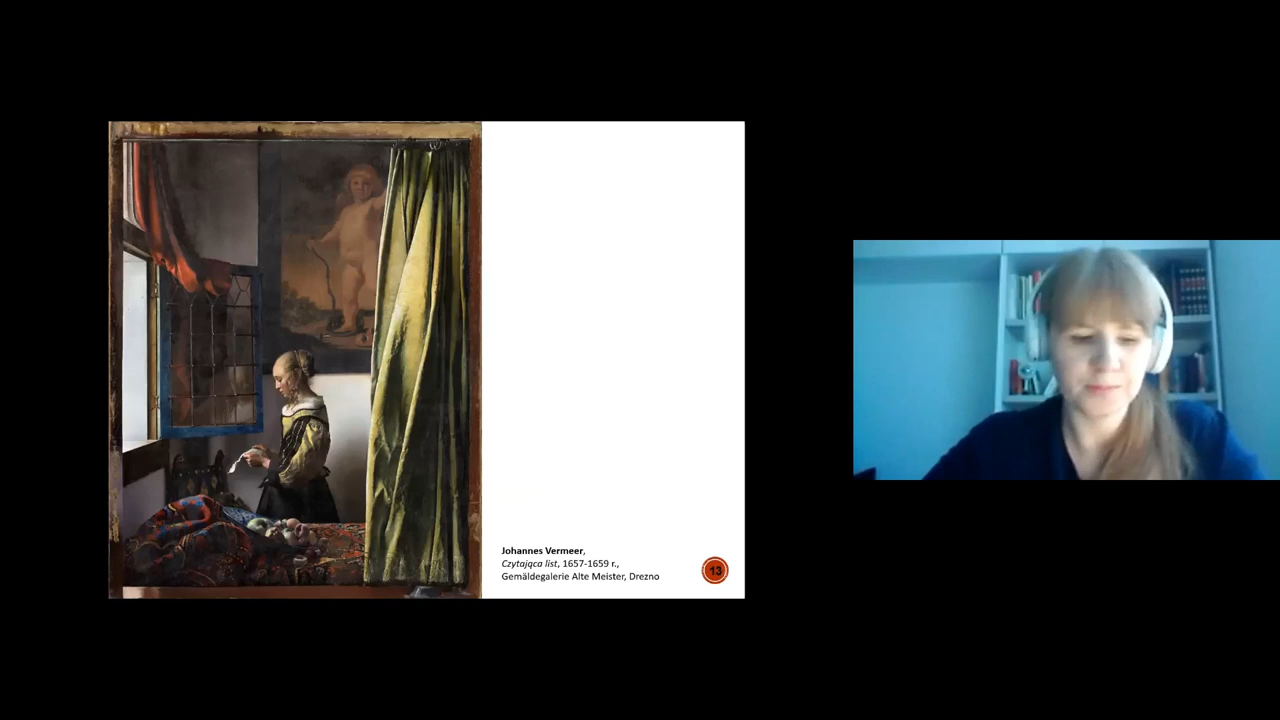 Johannes Vermeer,
Czytająca list, 1657-1659 r.,
Gemäldegalerie Alte Meister, Drezno
13